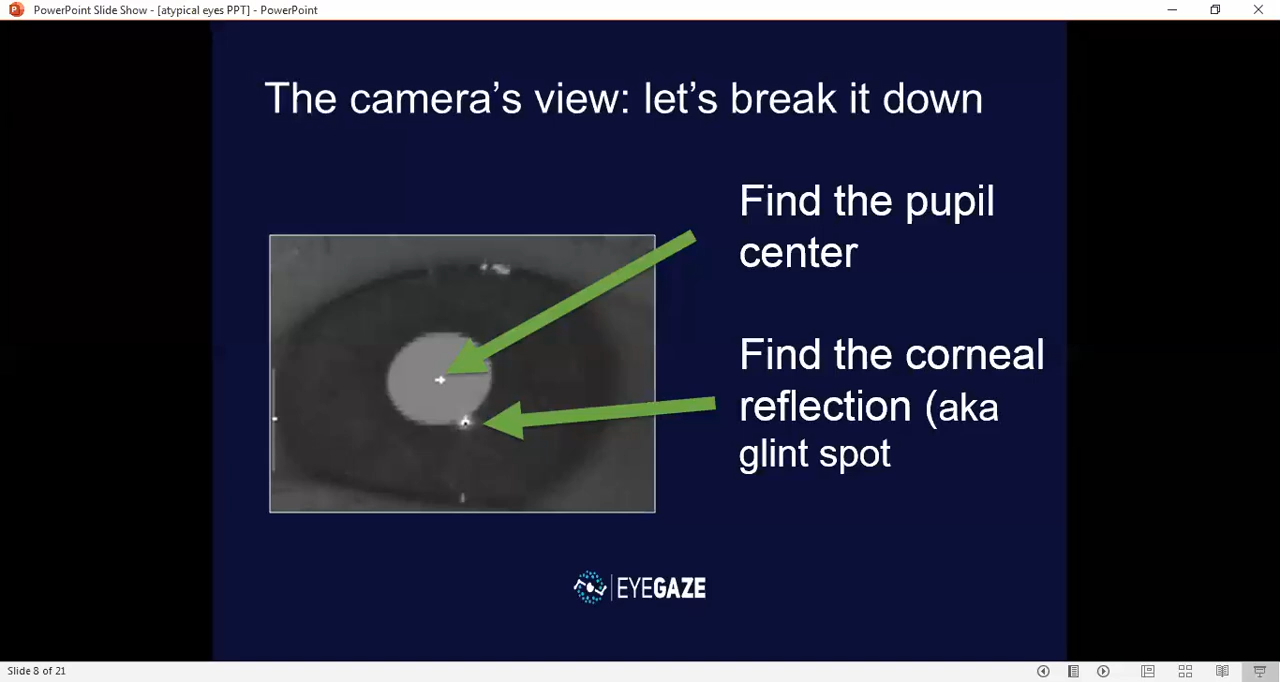 PowerPoint Slide Show - [atypical eyes PPT] - PowerPoint
The camera’s view: let’s break it down
Find the pupil
center
Find the corneal
reflection (aka
glint spot
EYEGAZE
Slide 8 of 21